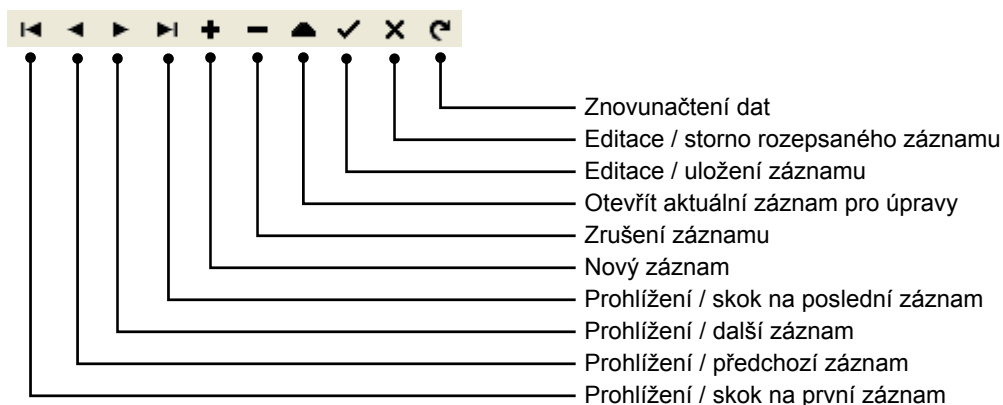 Znovunačtení dat
Editace / storno rozepsaného záznamu
Editace / uložení záznamu
Otevřít aktuální záznam pro úpravy
Zrušení záznamu
Nový záznam
Prohlížení / skok na poslední záznam
Prohlížení / další záznam
Prohlížení / předchozí záznam
Prohlížení / skok na první záznam